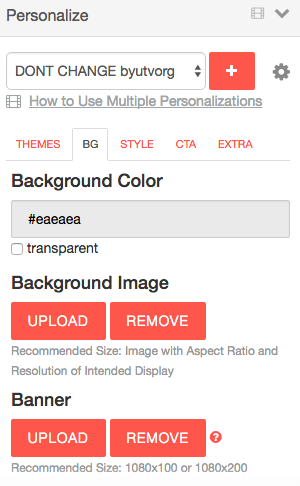 Personalize
DONT CHANGE byutvorg
+
How to Use Multiple Personalizations
THEMES BG STYLE CTA EXTRA
Background Color
#eaeaea
transparent
Background Image
UPLOAD REMOVE
Recommended Size: Image with Aspect Ratio and
Resolution of Intended Display
Banner
UPLOAD REMOVE ?
Recommended Size: 1080x100 or 1080x200